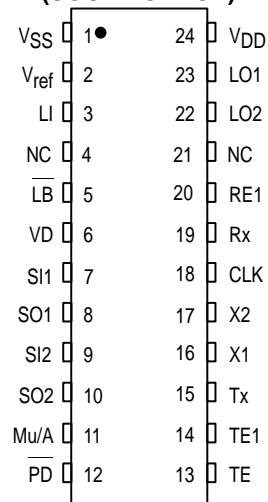 VSS 1 24 VDD
Vref 2 23 LO1
LI 3 22 LO2
NC 4 21 NC
LB 5 20 RE1
VD 6 19 Rx
SI1 7 18 CLK
SO1 8 17 X2
SI2 9 16 X1
SO2 10 15 Tx
Mu/A 11 14 TE1
PD 12 13 TE